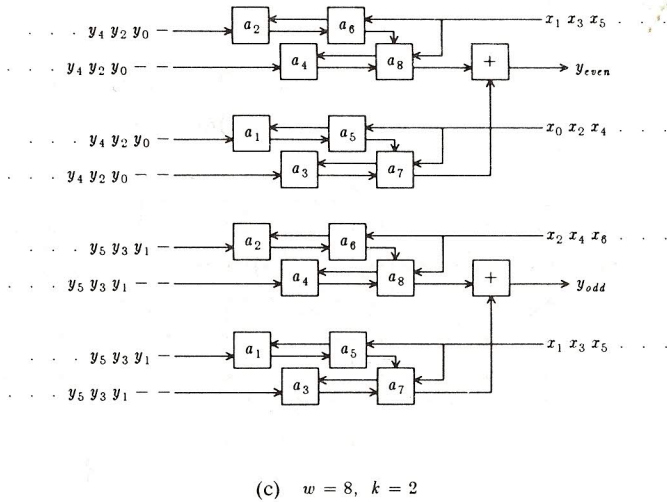 . . . y₄ y₂ y₀ — — a₂ a₆ x₁ x₃ x₅ . . .
. . . y₄ y₂ y₀ — — a₄ a₈ + y_even
. . . y₄ y₂ y₀ — — a₁ a₅ x₀ x₂ x₄ . . .
. . . y₄ y₂ y₀ — — a₃ a₇
. . . y₅ y₃ y₁ — — a₂ a₆ x₂ x₄ x₆ . . .
. . . y₅ y₃ y₁ — — a₄ a₈ + y_odd
. . . y₅ y₃ y₁ — — a₁ a₅ x₁ x₃ x₅ . . .
. . . y₅ y₃ y₁ — — a₃ a₇
(c) w = 8, k = 2